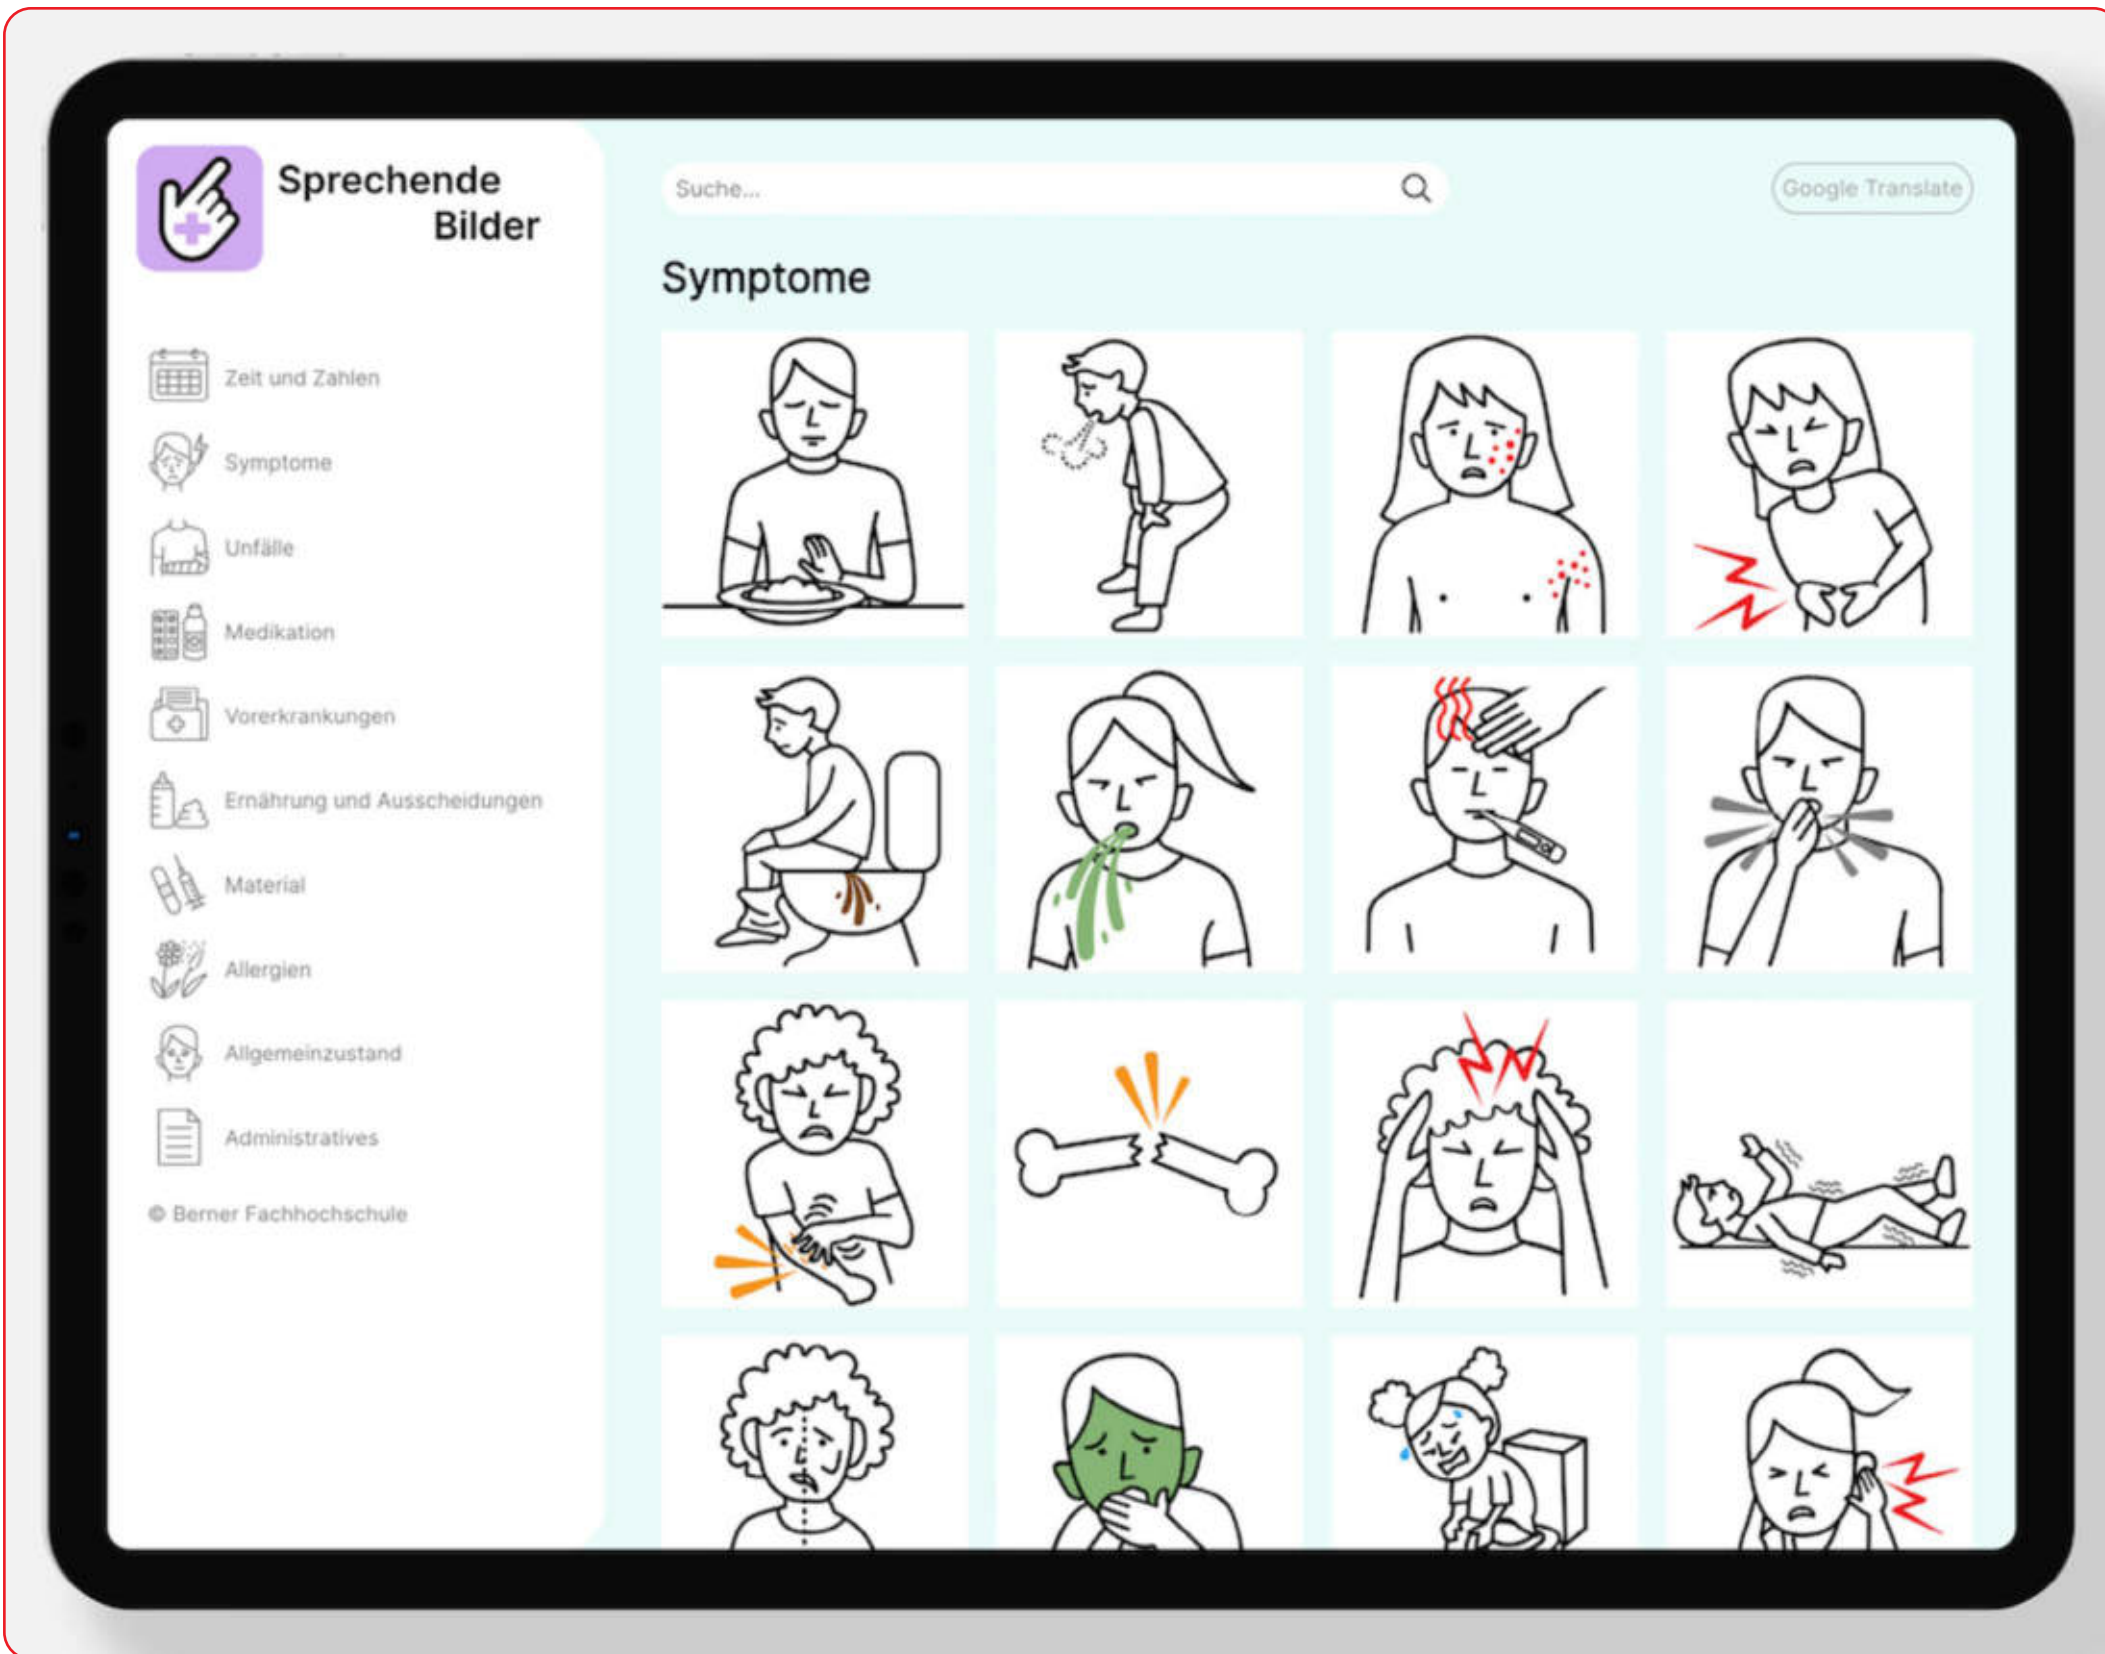 Sprechende
Bilder
Zeit und Zahlen
Symptome
Unfälle
Medikation
Vorerkrankungen
Ernährung und Ausscheidungen
Material
Allergien
Allgemeinzustand
Administratives
© Berner Fachhochschule
Suche...
Google Translate
Symptome